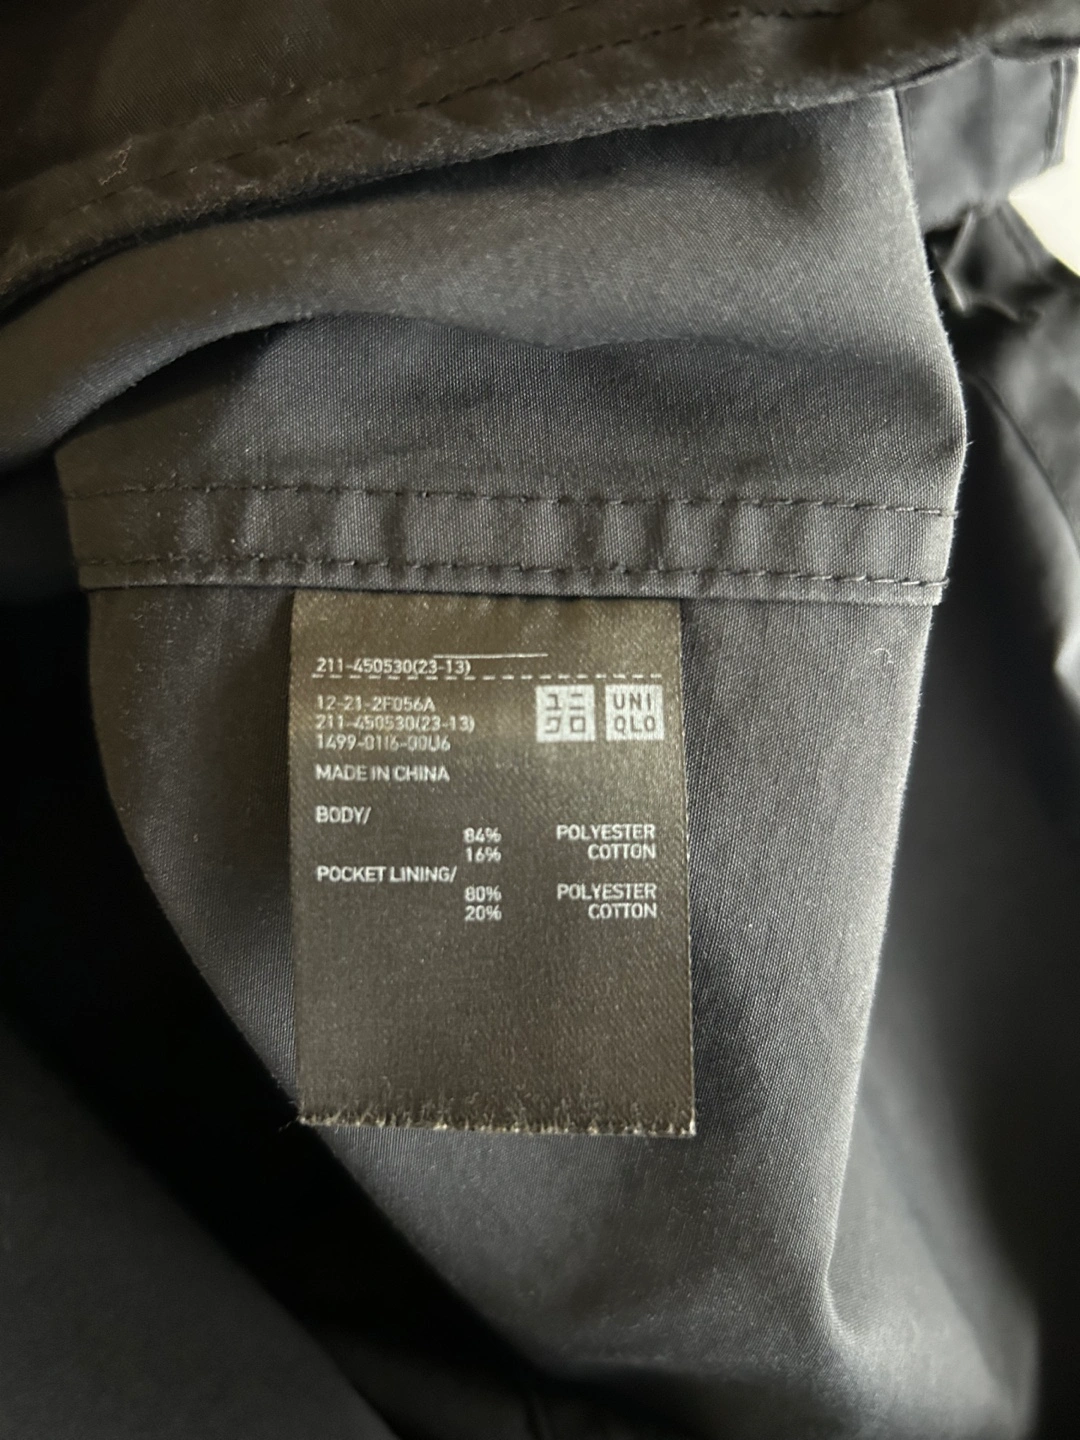 211-450530(23-13)
12-21-2F056A
211-450530(23-13)
1499-0116-00U6
ユニ
クロ
UNI
QLO
MADE IN CHINA
BODY/
84% POLYESTER
16% COTTON
POCKET LINING/
80% POLYESTER
20% COTTON